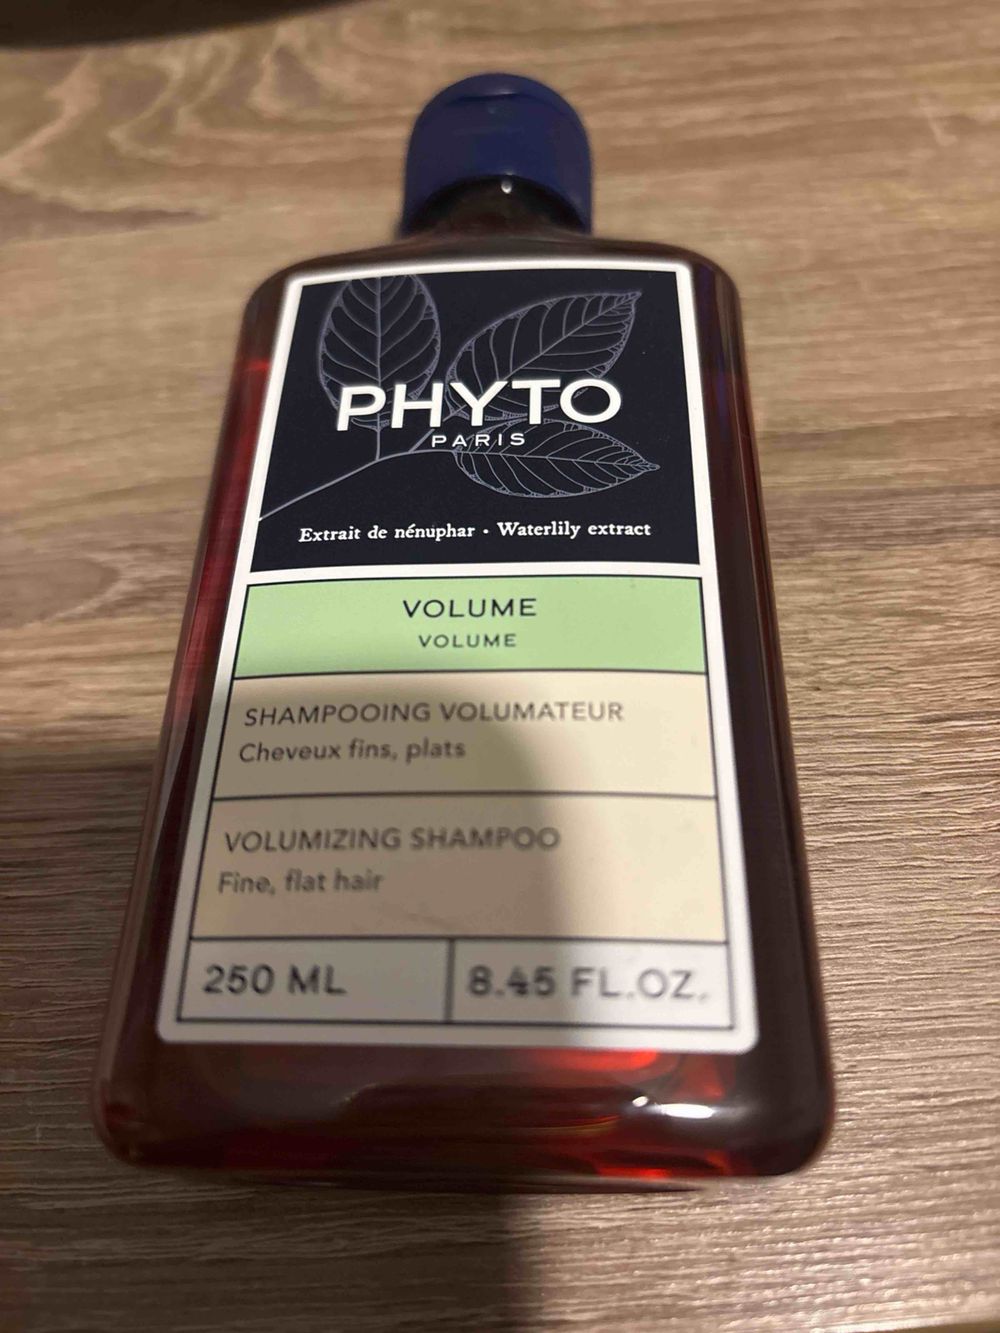 PHYTO
PARIS
Extrait de nénuphar · Waterlily extract
VOLUME
VOLUME
SHAMPOOING VOLUMATEUR
Cheveux fins, plats
VOLUMIZING SHAMPOO
Fine, flat hair
250 ML 8.45 FL.OZ.